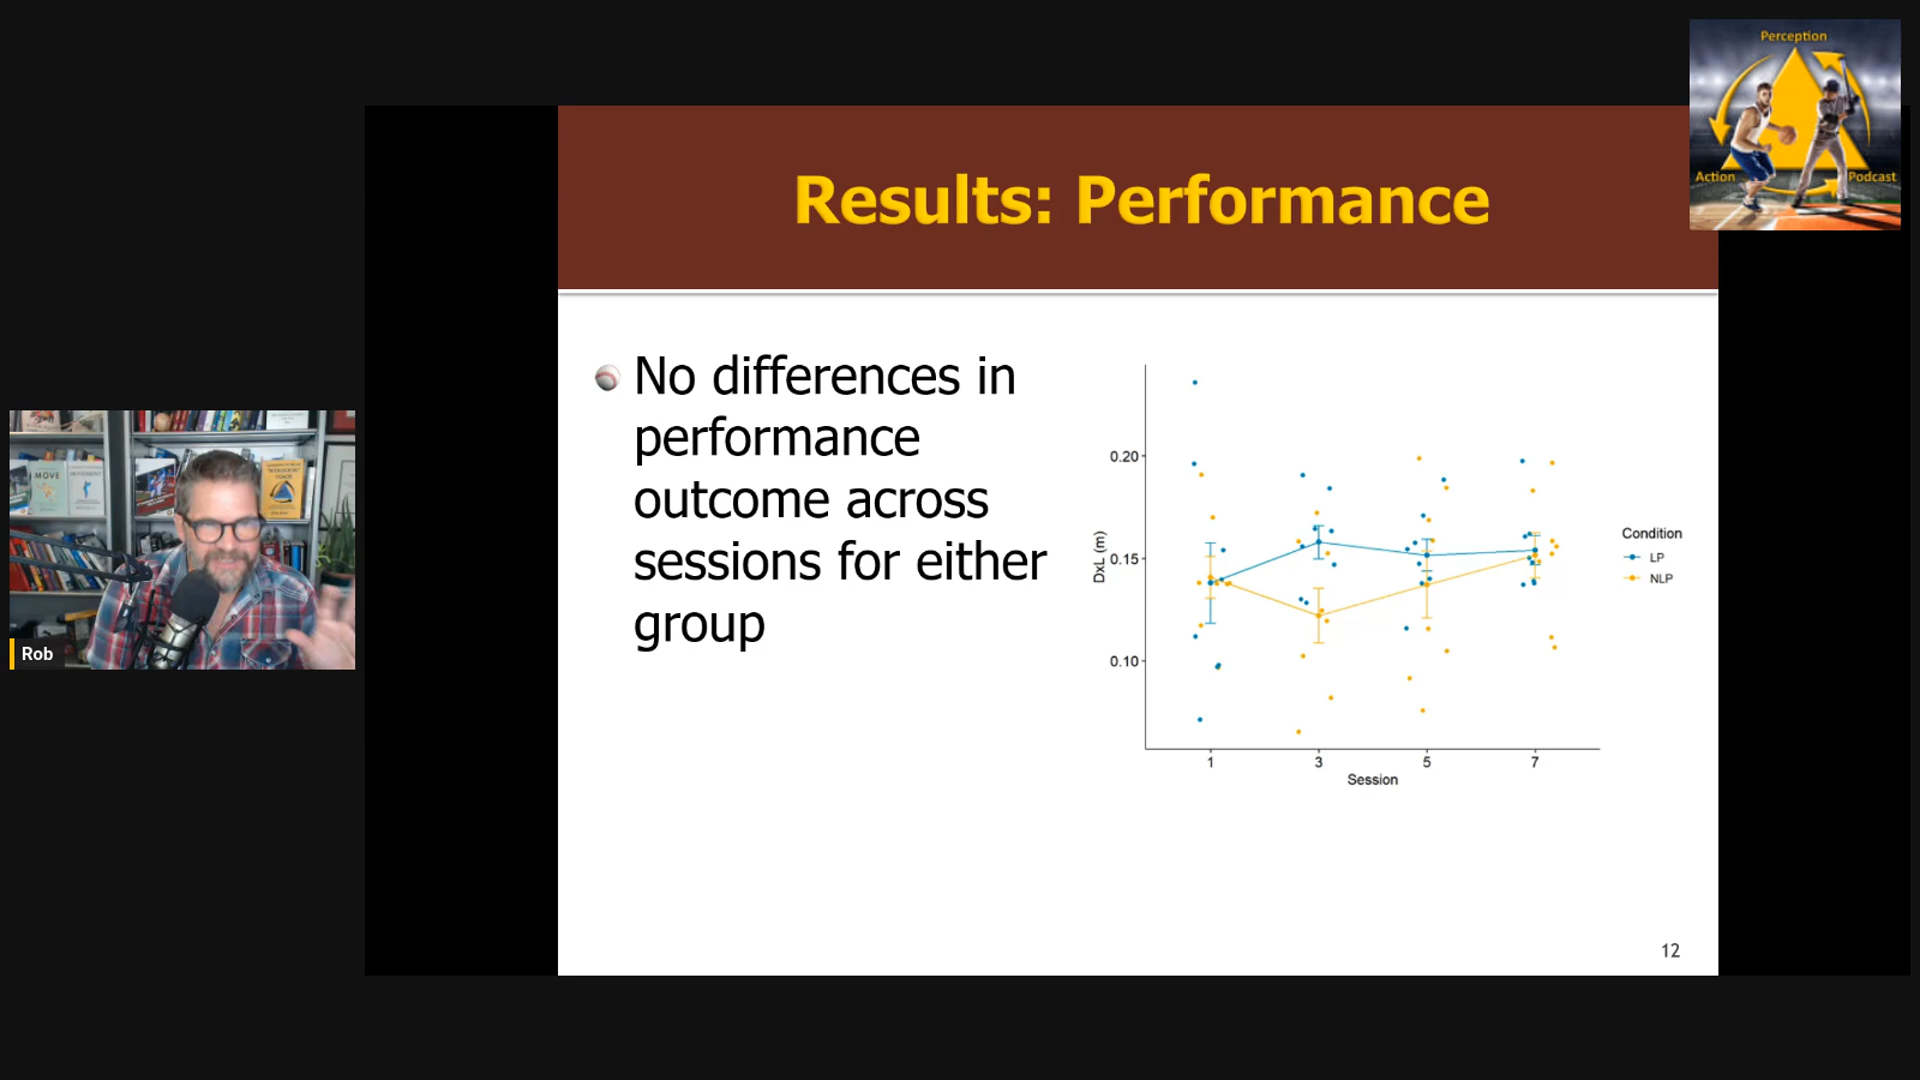 Perception
Action
Podcast
Results: Performance
No differences in
performance
outcome across
sessions for either
group
DxL (m)
0.20
0.15
0.10
1 3 5 7
Session
Condition
LP
NLP
12
MOVE
Rob